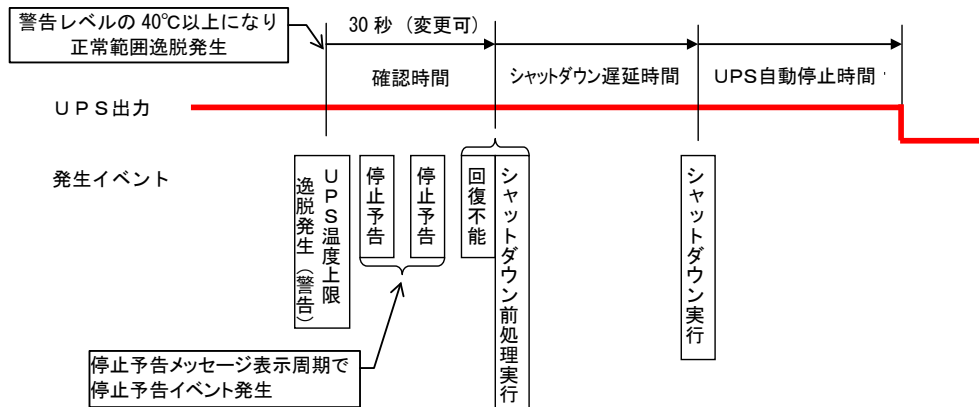 警告レベルの 40℃以上になり
正常範囲逸脱発生
30 秒 (変更可)
確認時間
シャットダウン遅延時間
UPS自動停止時間
UPS出力
発生イベント
UPS温度上限
逸脱発生(警告)
停止予告
停止予告
回復不能
シャットダウン前処理実行
シャットダウン実行
停止予告メッセージ表示周期で
停止予告イベント発生